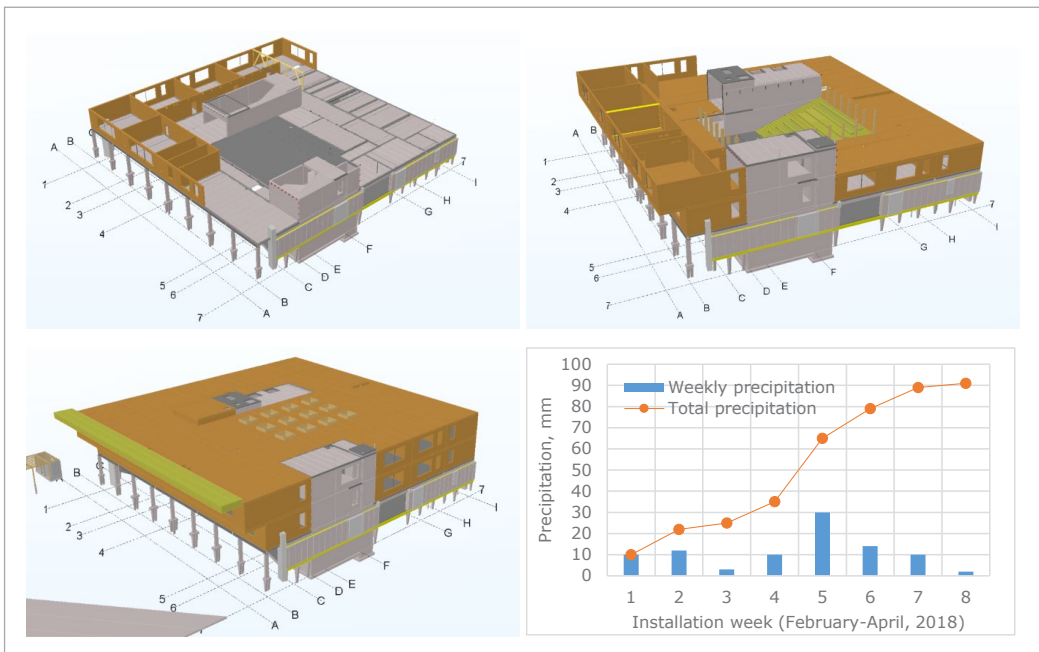 A
B
C
1
2
3
4
5
6
7
A
B
C
D
E
F
G
H
I
7
A
B
1
2
3
4
5
6
7
A
B
C
D
E
F
G
H
I
7
B
C
1
2
3
4
5
6
7
A
B
C
D
E
F
G
H
I
7
100
90
80
70
60
50
40
30
20
10
0
Precipitation, mm
Weekly precipitation
Total precipitation
1 2 3 4 5 6 7 8
Installation week (February-April, 2018)